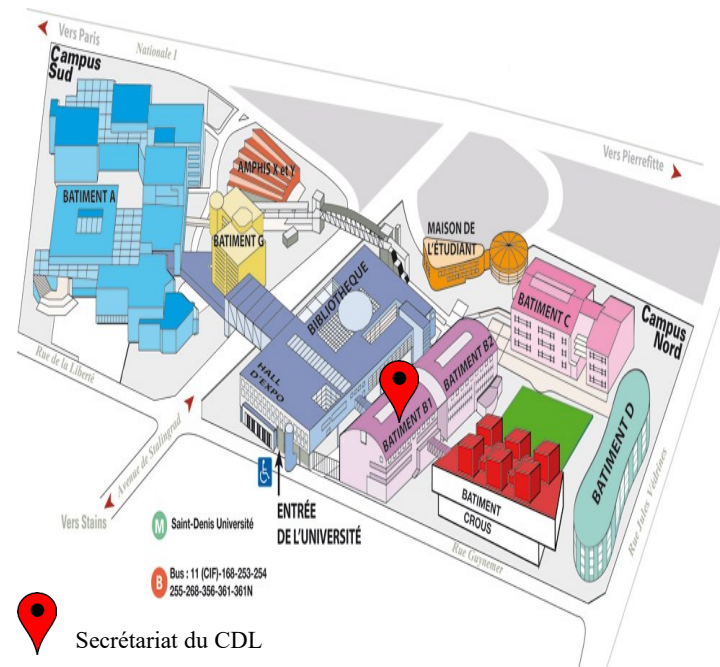 Vers Paris
Nationale 1
Campus
Sud
Vers Pierrefitte
AMPHIS X et Y
BATIMENT A
MAISON DE
L'ÉTUDIANT
BATIMENT G
BIBLIOTHEQUE
BATIMENT C
Campus
Nord
HALL
D'EXPO
BATIMENT B2
BATIMENT B1
BATIMENT D
Rue de la Liberté
Avenue de Stalingrad
Vers Stains
BATIMENT
CROUS
Rue Jules Védrines
ENTRÉE
DE L'UNIVERSITÉ
Rue Guynemer
M Saint-Denis Université
B Bus : 11 (CIF)-168-253-254
255-268-356-361-361N
Secrétariat du CDL